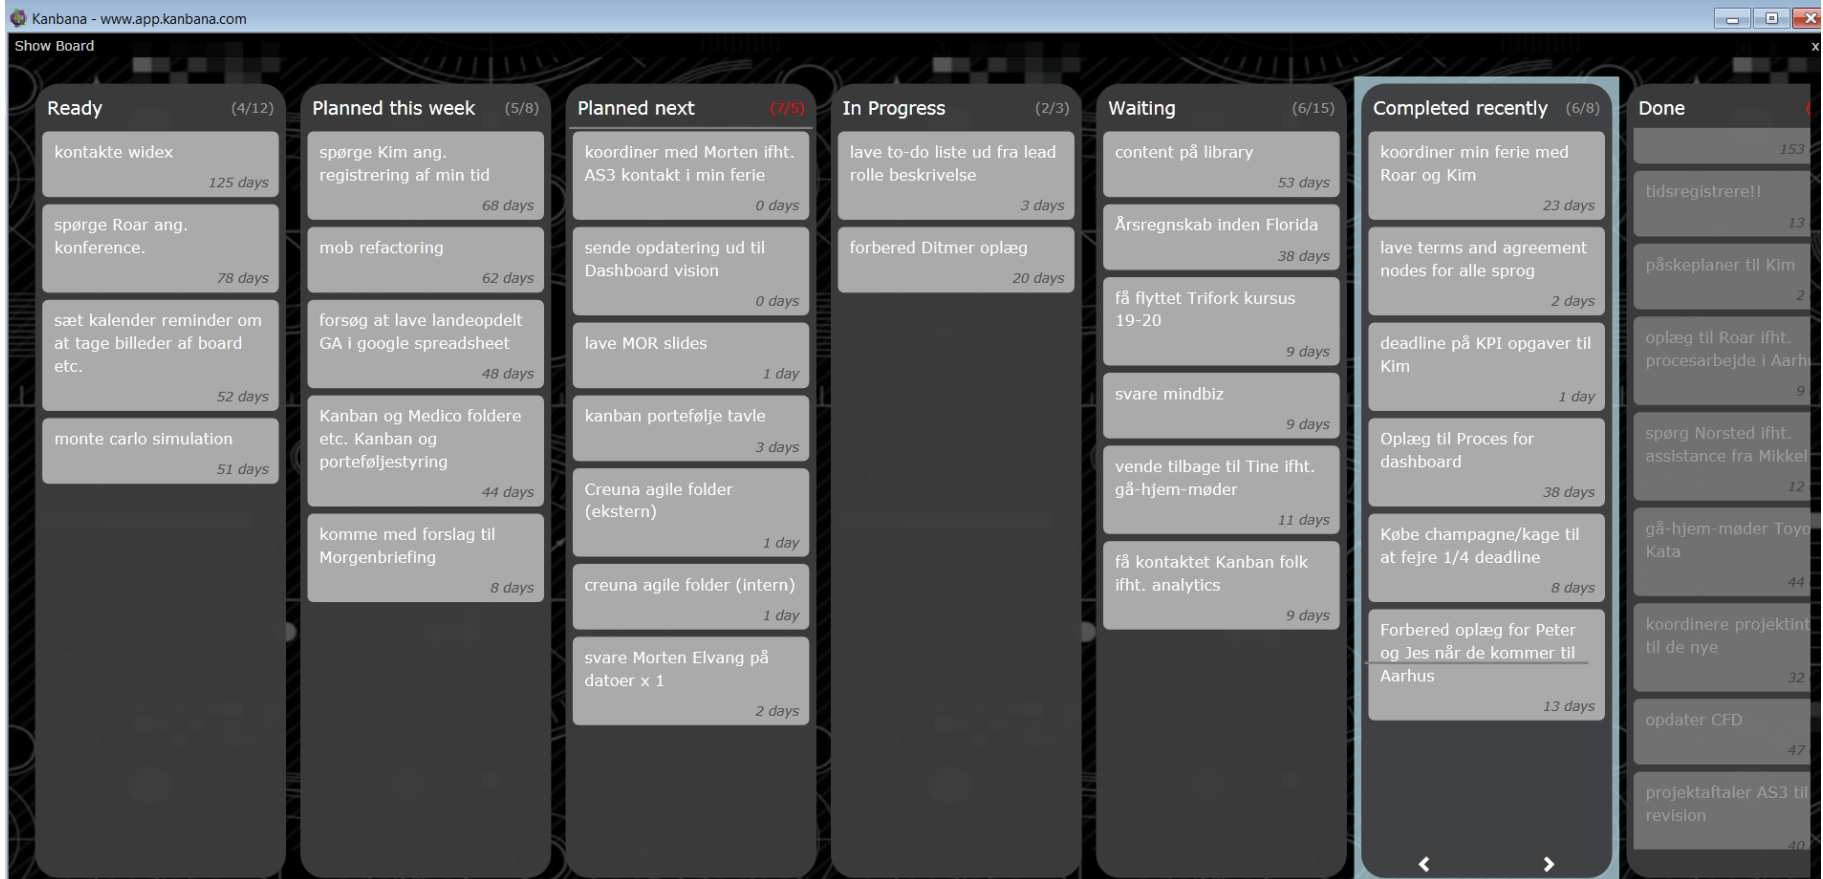 Kanbana - www.app.kanbana.com
Show Board
x
Ready (4/12)
kontakte widex
125 days
spørge Roar ang.
konference.
78 days
sæt kalender reminder om
at tage billeder af board
etc.
52 days
monte carlo simulation
51 days
Planned this week (5/8)
spørge Kim ang.
registrering af min tid
68 days
mob refactoring
62 days
forsøg at lave landeopdelt
GA i google spreadsheet
48 days
Kanban og Medico foldere
etc. Kanban og
porteføljestyring
44 days
komme med forslag til
Morgenbriefing
8 days
Planned next (7/5)
koordiner med Morten ifht.
AS3 kontakt i min ferie
0 days
sende opdatering ud til
Dashboard vision
0 days
lave MOR slides
1 day
kanban portefølje tavle
3 days
Creuna agile folder
(ekstern)
1 day
creuna agile folder (intern)
1 day
svare Morten Elvang på
datoer x 1
2 days
In Progress (2/3)
lave to-do liste ud fra lead
rolle beskrivelse
3 days
forbered Ditmer oplæg
20 days
Waiting (6/15)
content på library
53 days
Årsregnskab inden Florida
38 days
få flyttet Trifork kursus
19-20
9 days
svare mindbiz
9 days
vende tilbage til Tine ifht.
gå-hjem-møder
11 days
få kontaktet Kanban folk
ifht. analytics
9 days
Completed recently (6/8)
koordiner min ferie med
Roar og Kim
23 days
lave terms and agreement
nodes for alle sprog
2 days
deadline på KPI opgaver til
Kim
1 day
Oplæg til Proces for
dashboard
38 days
Købe champagne/kage til
at fejre 1/4 deadline
8 days
Forbered oplæg for Peter
og Jes når de kommer til
Aarhus
13 days
Done
153
tidsregistrere!!
13
påskeplaner til Kim
2
oplæg til Roar ifht.
procesarbejde i
9
spørg Norsted ifht.
assistance fra Mikkel
12
gå-hjem-møder
Kata
44
koordinere
til de nye
32
opdater CFD
47
projektaftaler AS3 til
revision
40